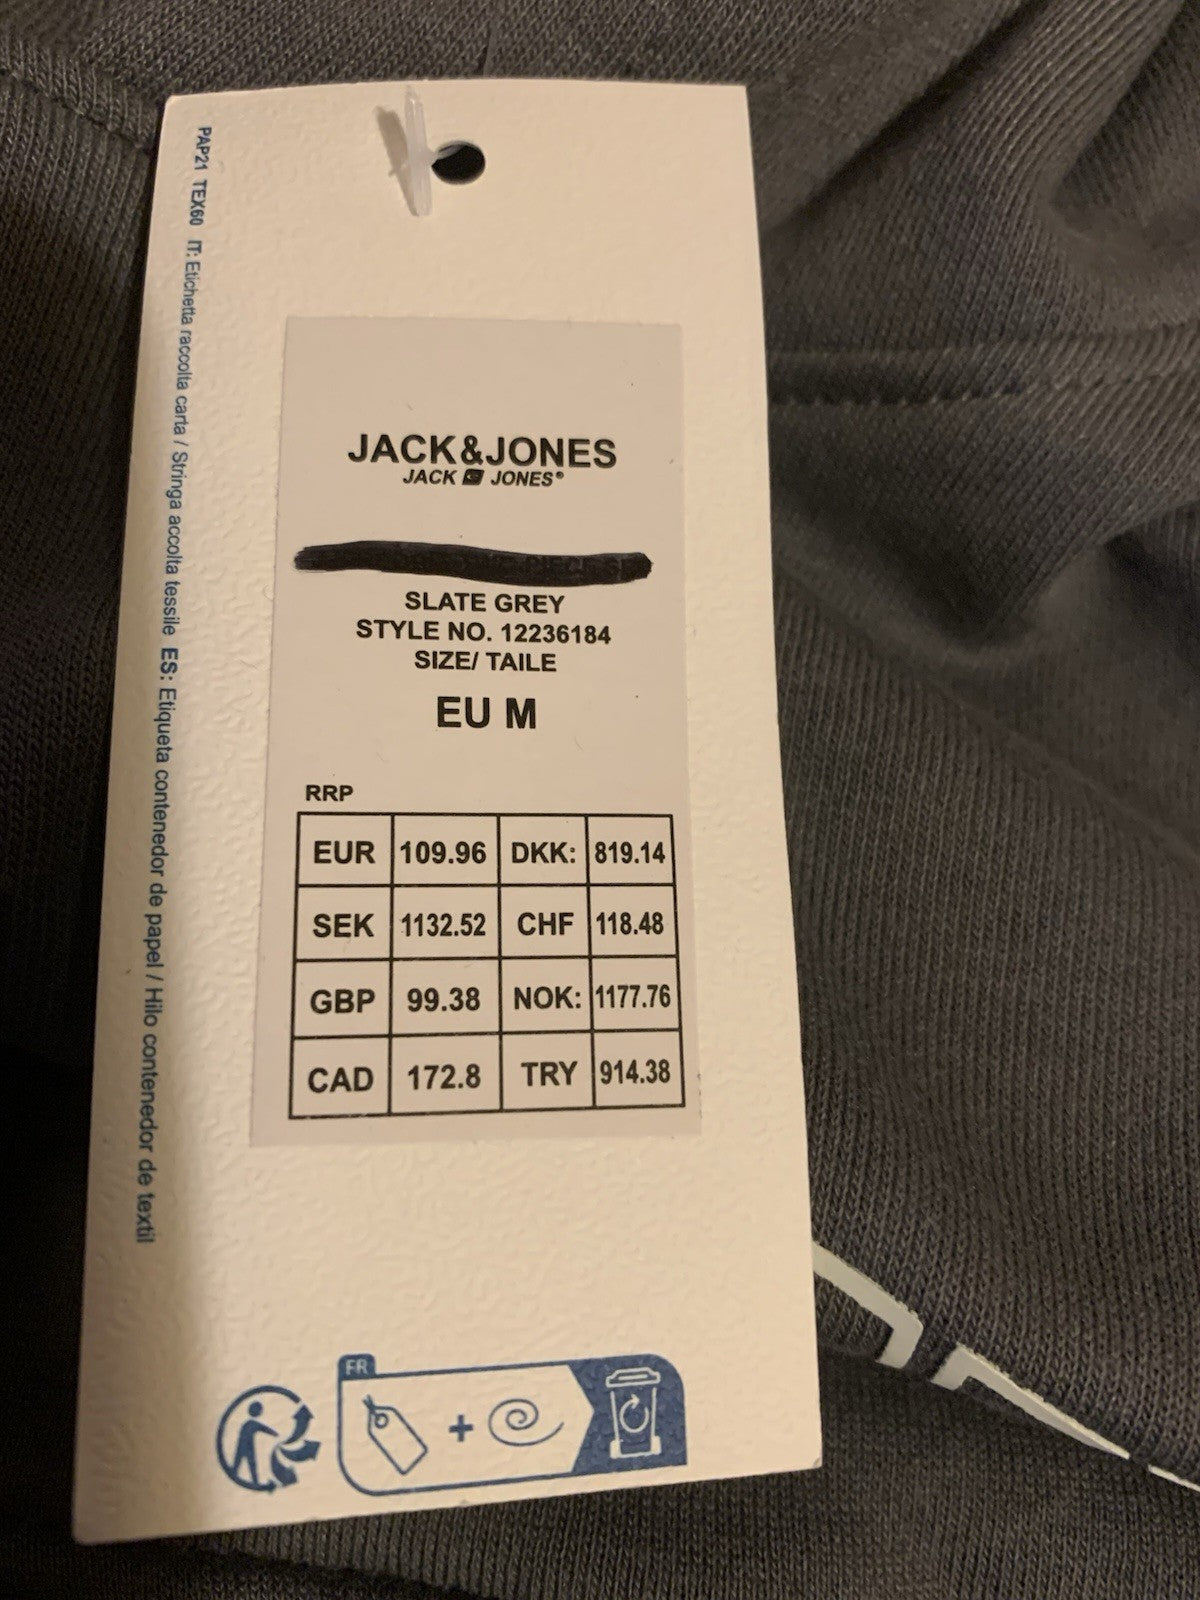 PAP21 TEX60 IT: Etichetta raccolta carta / Stringa accolta tessile ES: Etiqueta contenedor de papel / Hilo contenedor de textil
JACK&JONES
JACK JONES®
SLATE GREY
STYLE NO. 12236184
SIZE/ TAILE
EU M
RRP
EUR 109.96 DKK: 819.14
SEK 1132.52 CHF 118.48
GBP 99.38 NOK: 1177.76
CAD 172.8 TRY 914.38
FR
+